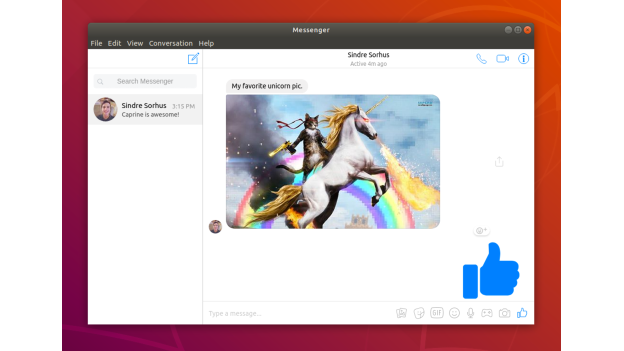 Messenger
File Edit View Conversation Help
Sindre Sorhus
Active 4m ago
Search Messenger
Sindre Sorhus 3:15 PM
Caprine is awesome!
My favorite unicorn pic.
GIF
Type a message...